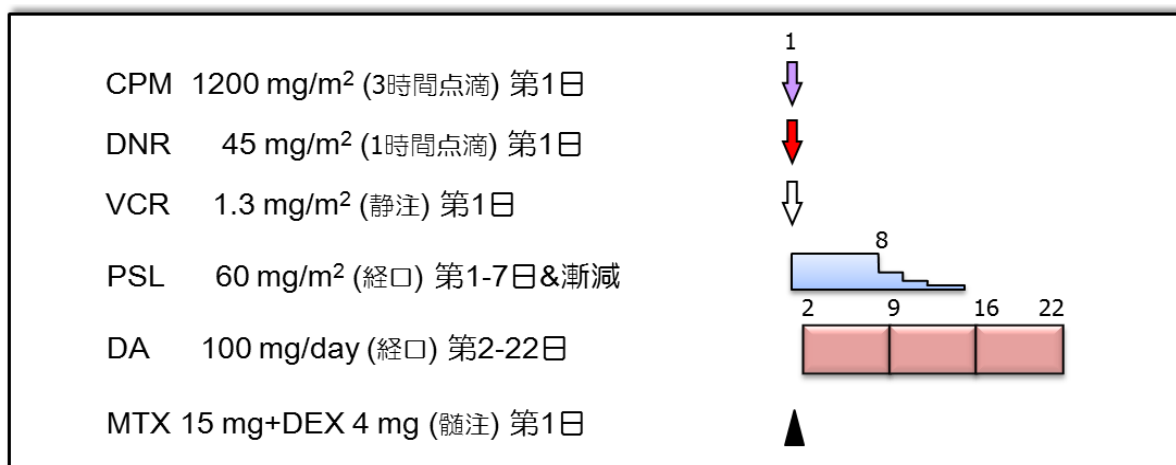 1
CPM 1200 mg/m² (3時間点滴) 第1日
DNR 45 mg/m² (1時間点滴) 第1日
VCR 1.3 mg/m² (静注) 第1日
8
PSL 60 mg/m² (経口) 第1-7日&漸減
2 9 16 22
DA 100 mg/day (経口) 第2-22日
MTX 15 mg+DEX 4 mg (髄注) 第1日